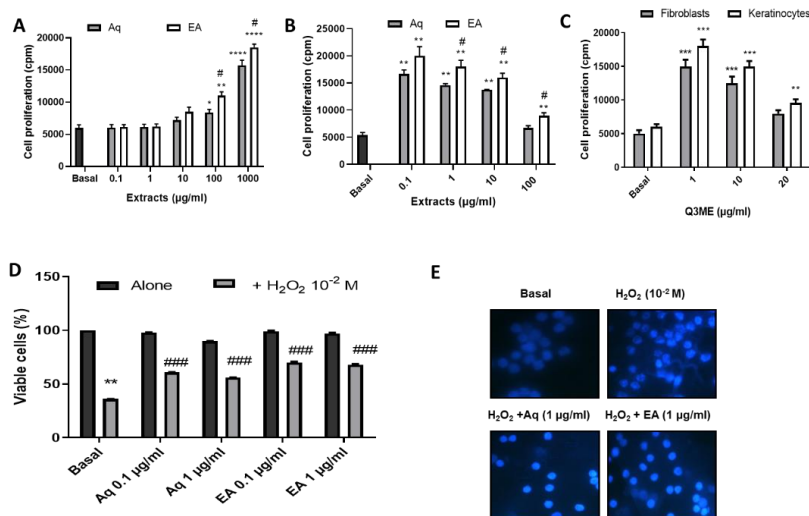 A
Aq
EA
Cell proliferation (cpm)
20000
15000
10000
5000
0
*
#
**
****
#
****
Basal
0.1
1
10
100
1000
Extracts (µg/ml)
B
Aq
EA
Cell proliferation (cpm)
25000
20000
15000
10000
5000
0
**
**
**
#
**
**
#
**
#
**
Basal
0.1
1
10
100
Extracts (µg/ml)
C
Fibroblasts
Keratinocytes
Cell proliferation (cpm)
20000
15000
10000
5000
0
***
***
***
***
**
Basal
1
10
20
Q3ME (µg/ml)
D
Alone
+ H₂O₂ 10⁻² M
Viable cells (%)
150
100
50
0
**
###
###
###
###
Basal
Aq 0.1 µg/ml
Aq 1 µg/ml
EA 0.1 µg/ml
EA 1 µg/ml
E
Basal
H₂O₂ (10⁻² M)
H₂O₂ +Aq (1 µg/ml)
H₂O₂ + EA (1 µg/ml)